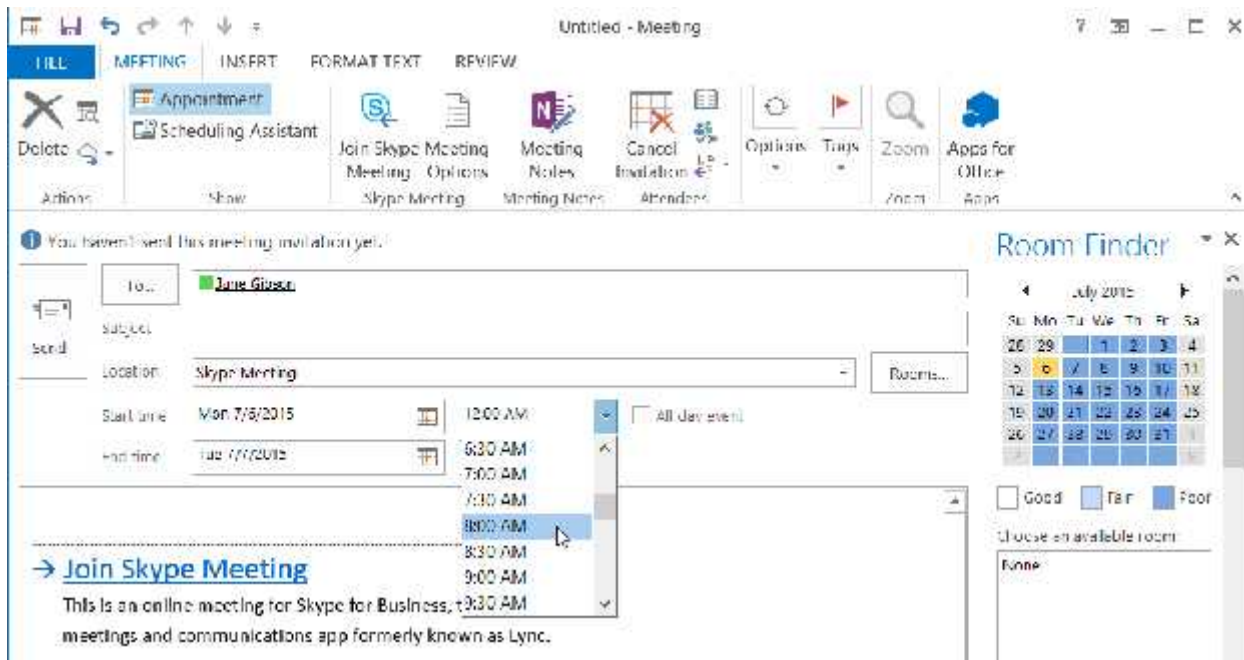 Untitled - Meeting
FILE MEETING INSERT FORMAT TEXT REVIEW
Appointment
Scheduling Assistant
Delete
Join Skype Meeting
Meeting Options
Meeting Notes
Cancel Invitation
Options
Tags
Zoom
Apps for Office
Actions Show Skype Meeting Meeting Notes Attendees Zoom Apps
You haven't sent this meeting invitation yet.
Send
To...
Jane Gibson
Subject
Location
Skype Meeting
Rooms...
Start time
Mon 7/6/2015
12:00 AM
All day event
End time
Tue 7/7/2015
6:30 AM
7:00 AM
7:30 AM
8:00 AM
8:30 AM
9:00 AM
9:30 AM
Join Skype Meeting
This is an online meeting for Skype for Business, t
meetings and communications app formerly known as Lync.
Room Finder
July 2015
Su Mo Tu We Th Fr Sa
28 29 1 2 3 4
5 6 7 8 9 10 11
12 13 14 15 16 17 18
19 20 21 22 23 24 25
26 27 28 29 30 31 1
Good Fair Poor
Choose an available room:
None